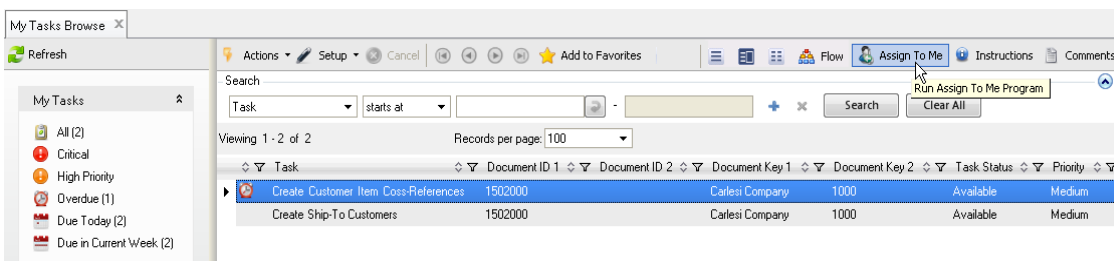 My Tasks Browse
Refresh
Actions Setup Cancel Add to Favorites Flow Assign To Me Instructions Comments
Run Assign To Me Program
Search
Task starts at - Search Clear All
My Tasks
All (2)
Critical
High Priority
Overdue (1)
Due Today (2)
Due in Current Week (2)
Viewing 1 - 2 of 2 Records per page: 100
Task Document ID 1 Document ID 2 Document Key 1 Document Key 2 Task Status Priority
Create Customer Item Coss-References 1502000 Carlesi Company 1000 Available Medium
Create Ship-To Customers 1502000 Carlesi Company 1000 Available Medium